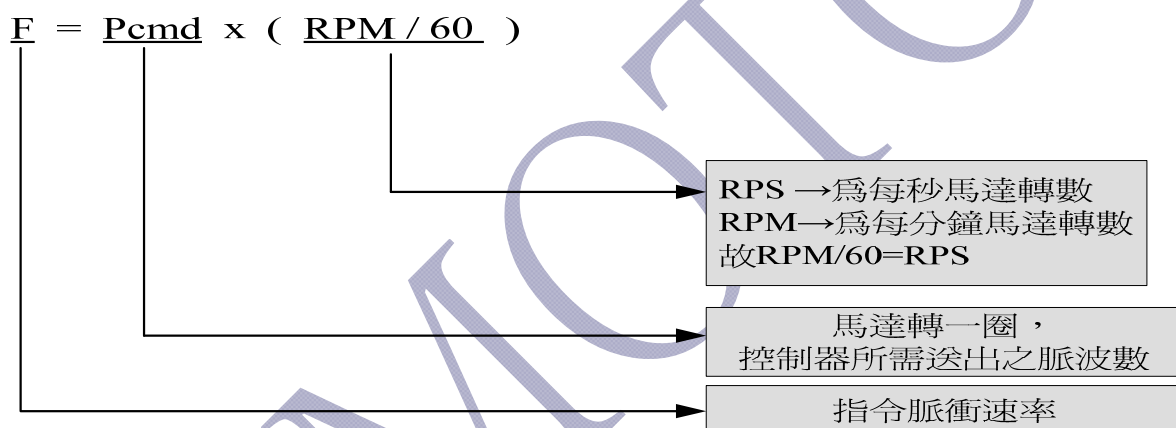 F = Pcmd x ( RPM / 60 )
RPS →為每秒馬達轉數
RPM→為每分鐘馬達轉數
故RPM/60=RPS
馬達轉一圈，
控制器所需送出之脈波數
指令脈衝速率